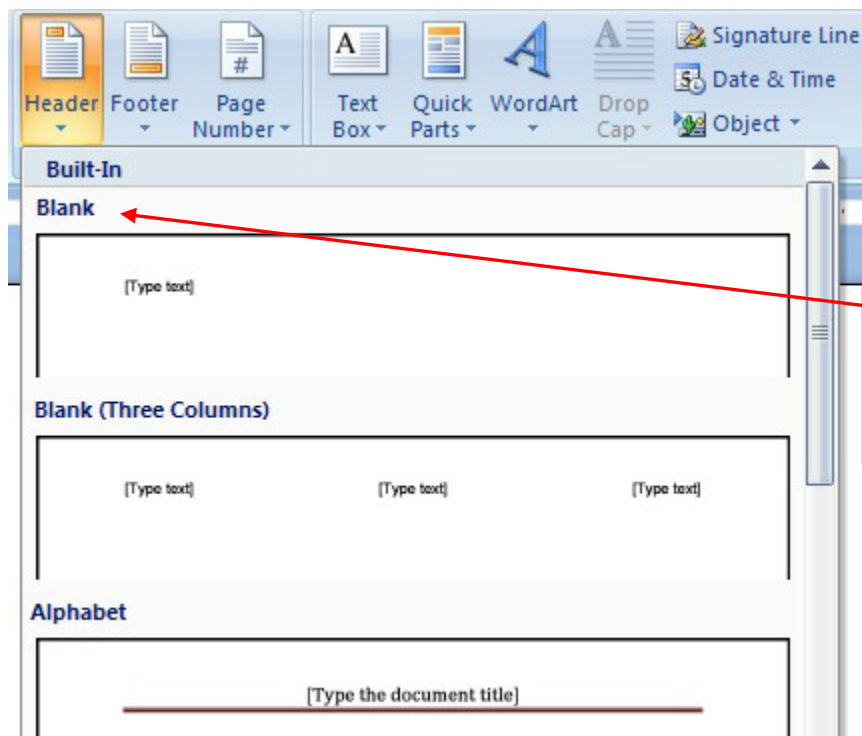 Header Footer Page Number
Text Box Quick Parts WordArt Drop Cap
Signature Line
Date & Time
Object
Built-In
Blank
[Type text]
Blank (Three Columns)
[Type text] [Type text] [Type text]
Alphabet
[Type the document title]